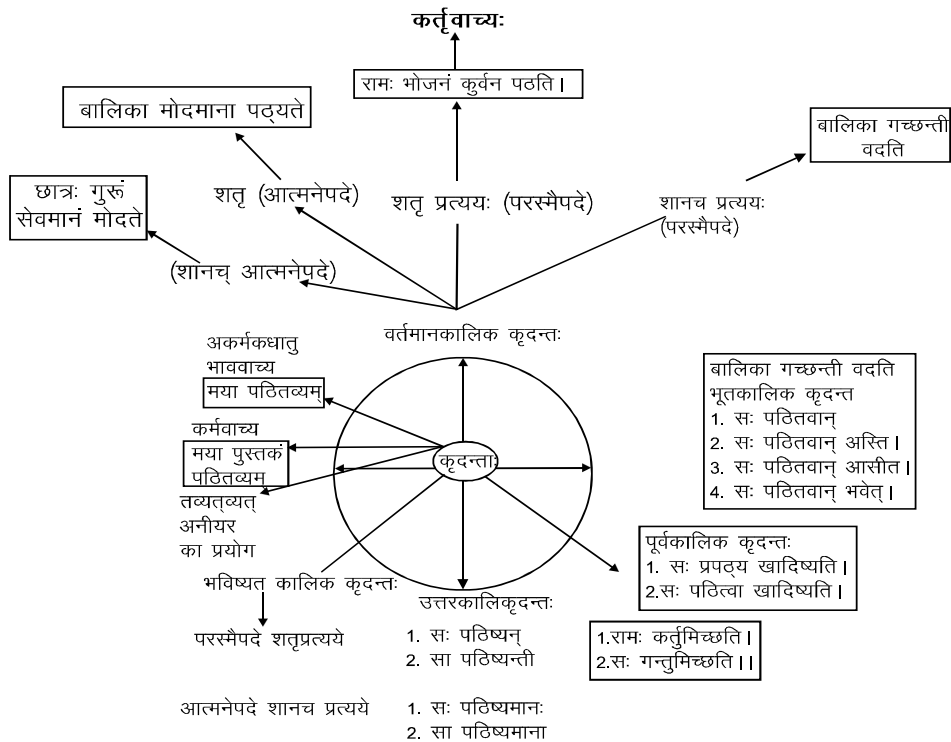 कर्तृवाच्यः
रामः भोजनं कुर्वन पठति।
बालिका मोदमाना पठ्यते
बालिका गच्छन्ती
वदति
छात्रः गुरूं
सेवमानं मोदते
शतृ (आत्मनेपदे)
शतृ प्रत्ययः (परस्मैपदे)
शानच प्रत्ययः
(परस्मैपदे)
(शानच् आत्मनेपदे)
वर्तमानकालिक कृदन्तः
अकर्मकधातु
भाववाच्य
मया पठितव्यम्
कर्मवाच्य
मया पुस्तकं
पठितव्यम्
तव्यत्व्यत्
अनीयर
का प्रयोग
कृदन्ताः
बालिका गच्छन्ती वदति
भूतकालिक कृदन्त
1. सः पठितवान्
2. सः पठितवान् अस्ति।
3. सः पठितवान् आसीत।
4. सः पठितवान् भवेत्।
पूर्वकालिक कृदन्तः
1. सः प्रपठ्य खादिष्यति।
2.सः पठित्वा खादिष्यति।
भविष्यत कालिक कृदन्तः
उत्तरकालिकृदन्तः
परस्मैपदे शतृप्रत्यये
1. सः पठिष्यन्
2. सा पठिष्यन्ती
1.रामः कर्तुमिच्छति।
2.सः गन्तुमिच्छति।।
आत्मनेपदे शानच प्रत्यये
1. सः पठिष्यमानः
2. सा पठिष्यमाना